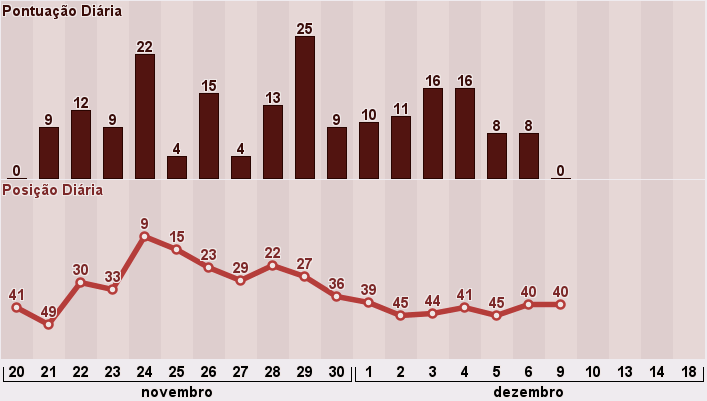 Pontuação Diária
0 9 12 9 22 4 15 4 13 25 9 10 11 16 16 8 8 0
Posição Diária
41 49 30 33 9 15 23 29 22 27 36 39 45 44 41 45 40 40
20 21 22 23 24 25 26 27 28 29 30 1 2 3 4 5 6 9 10 13 14 18
novembro dezembro